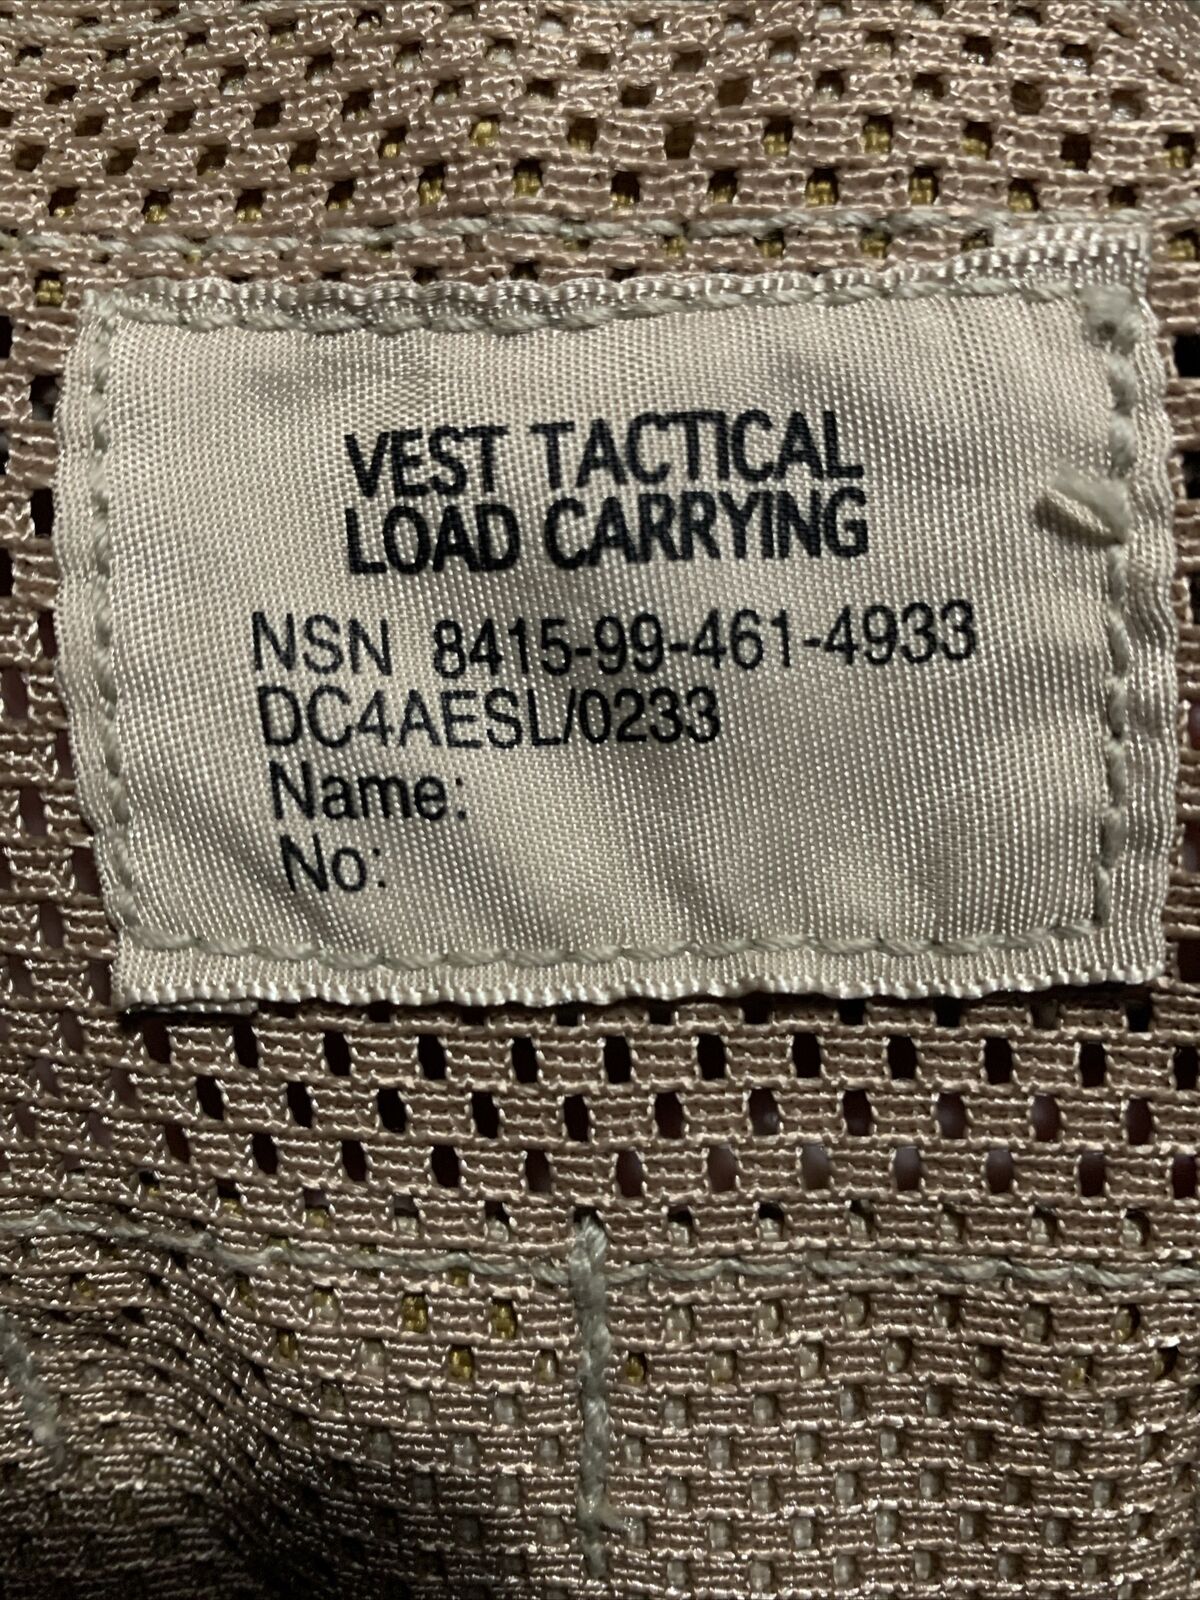 VEST TACTICAL
LOAD CARRYING
NSN 8415-99-461-4933
DC4AESL/0233
Name:
No: